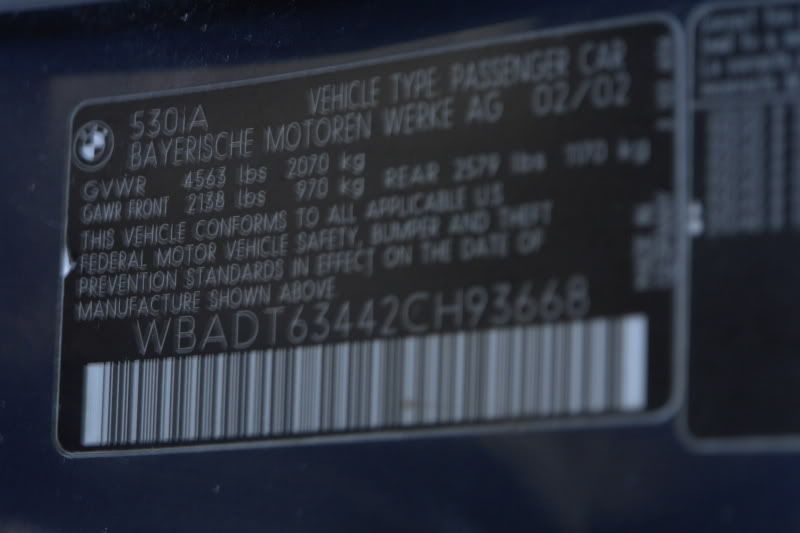 VEHICLE TYPE PASSENGER CAR
530iA
BAYERISCHE MOTOREN WERKE AG 02/02
GVWR 4563 lbs 2070 kg
GAWR FRONT 2138 lbs 970 kg REAR 2579 lbs 1170 kg
THIS VEHICLE CONFORMS TO ALL APPLICABLE US
FEDERAL MOTOR VEHICLE SAFETY, BUMPER AND THEFT
PREVENTION STANDARDS IN EFFECT ON THE DATE OF
MANUFACTURE SHOWN ABOVE
WBADT63442CH93668